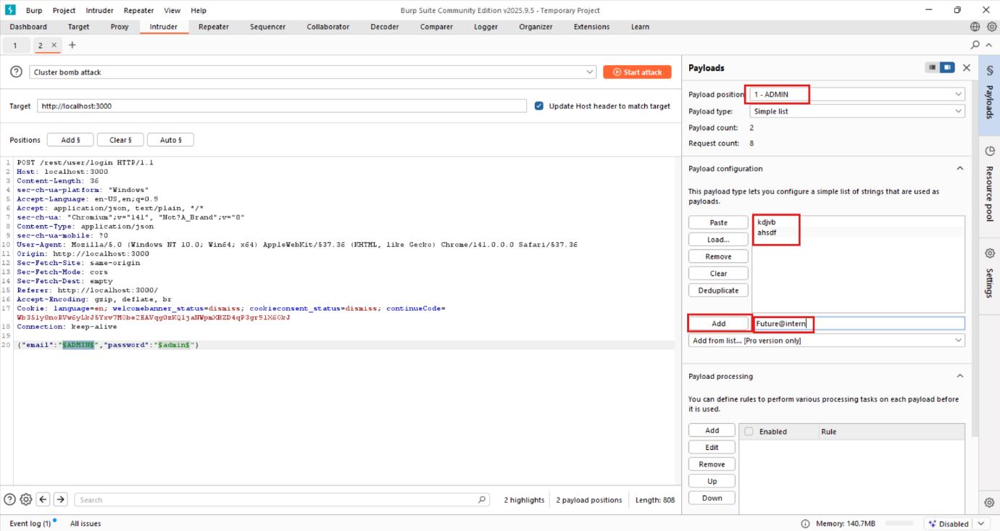 Burp Project Intruder Repeater View Help
Burp Suite Community Edition v2025.9.5 - Temporary Project
Dashboard Target Proxy Intruder Repeater Sequencer Collaborator Decoder Comparer Logger Organizer Extensions Learn
1 2 × +
Cluster bomb attack
Start attack
Target http://localhost:3000
Update Host header to match target
Positions Add § Clear § Auto §
1 POST /rest/user/login HTTP/1.1
2 Host: localhost:3000
3 Content-Length: 36
4 sec-ch-ua-platform: "Windows"
5 Accept-Language: en-US,en;q=0.9
6 Accept: application/json, text/plain, */*
7 sec-ch-ua: "Chromium";v="141", "Not?A_Brand";v="8"
8 Content-Type: application/json
9 sec-ch-ua-mobile: ?0
10 User-Agent: Mozilla/5.0 (Windows NT 10.0; Win64; x64) AppleWebKit/537.36 (KHTML, like Gecko) Chrome/141.0.0.0 Safari/537.36
11 Origin: http://localhost:3000
12 Sec-Fetch-Site: same-origin
13 Sec-Fetch-Mode: cors
14 Sec-Fetch-Dest: empty
15 Referer: http://localhost:3000/
16 Accept-Encoding: gzip, deflate, br
17 Cookie: language=en; welcomebanner_status=dismiss; cookieconsent_status=dismiss; continueCode=
18 Connection: keep-alive
19
20 {"email":"§ADMIN§","password":"§admin§"}
Search
2 highlights 2 payload positions Length: 808
Event log (1) All issues
Memory: 140.7MB Disabled
Payloads
Payload position 1 - ADMIN
Payload type: Simple list
Payload count: 2
Request count: 8
Payload configuration
This payload type lets you configure a simple list of strings that are used as
payloads.
Paste
Load...
Remove
Clear
Deduplicate
kdjvb
ahsdf
Add Future@intern
Add from list... [Pro version only]
Payload processing
You can define rules to perform various processing tasks on each payload before
it is used.
Add
Edit
Remove
Up
Down
Enabled Rule
§ Payloads
Resource pool
Settings